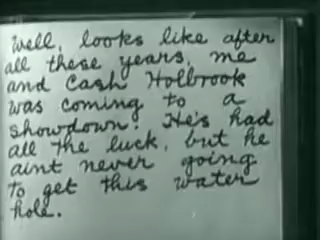 Well, looks like after
all these years, me
and Cash Holbrook
was coming to a
showdown. He's had
all the luck, but he
aint never going
to get this water
hole.